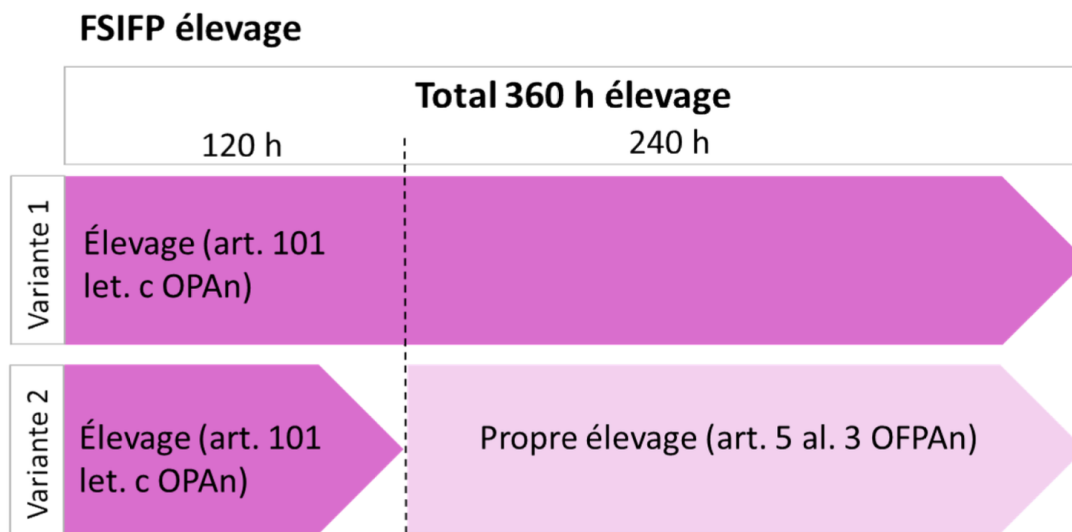 FSIFP élevage
Total 360 h élevage
120 h
240 h
Variante 1
Élevage (art. 101
let. c OPAn)
Variante 2
Élevage (art. 101
let. c OPAn)
Propre élevage (art. 5 al. 3 OFPAn)